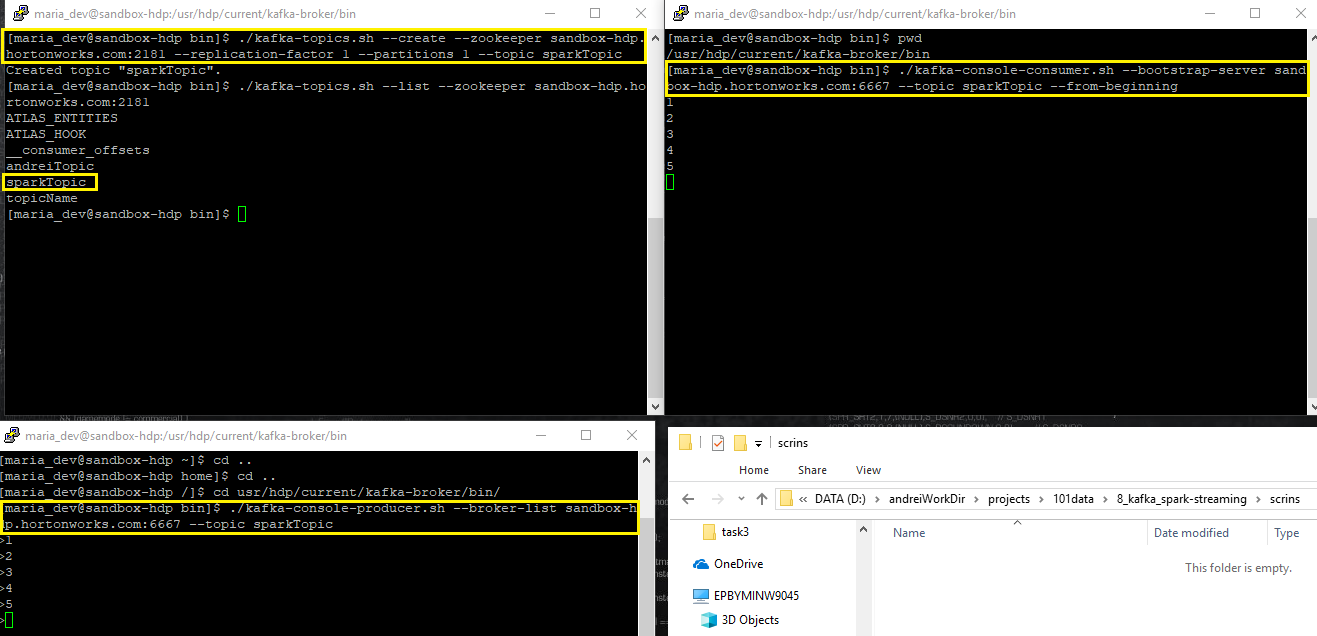 maria_dev@sandbox-hdp:/usr/hdp/current/kafka-broker/bin
[maria_dev@sandbox-hdp bin]$ ./kafka-topics.sh --create --zookeeper sandbox-hdp.
hortonworks.com:2181 --replication-factor 1 --partitions 1 --topic sparkTopic
Created topic "sparkTopic".
[maria_dev@sandbox-hdp bin]$ ./kafka-topics.sh --list --zookeeper sandbox-hdp.ho
rtonworks.com:2181
ATLAS_ENTITIES
ATLAS_HOOK
__consumer_offsets
andreiTopic
sparkTopic
topicName
[maria_dev@sandbox-hdp bin]$
maria_dev@sandbox-hdp:/usr/hdp/current/kafka-broker/bin
[maria_dev@sandbox-hdp bin]$ pwd
/usr/hdp/current/kafka-broker/bin
[maria_dev@sandbox-hdp bin]$ ./kafka-console-consumer.sh --bootstrap-server sand
box-hdp.hortonworks.com:6667 --topic sparkTopic --from-beginning
1
2
3
4
5
maria_dev@sandbox-hdp:/usr/hdp/current/kafka-broker/bin
[maria_dev@sandbox-hdp ~]$ cd ..
[maria_dev@sandbox-hdp home]$ cd ..
[maria_dev@sandbox-hdp /]$ cd usr/hdp/current/kafka-broker/bin/
[maria_dev@sandbox-hdp bin]$ ./kafka-console-producer.sh --broker-list sandbox-h
dp.hortonworks.com:6667 --topic sparkTopic
>1
>2
>3
>4
>5
>
scrins
Home Share View
« DATA (D:) > andreiWorkDir > projects > 101data > 8_kafka_spark-streaming > scrins
task3
OneDrive
EPBYMINW9045
3D Objects
Name Date modified Type
This folder is empty.